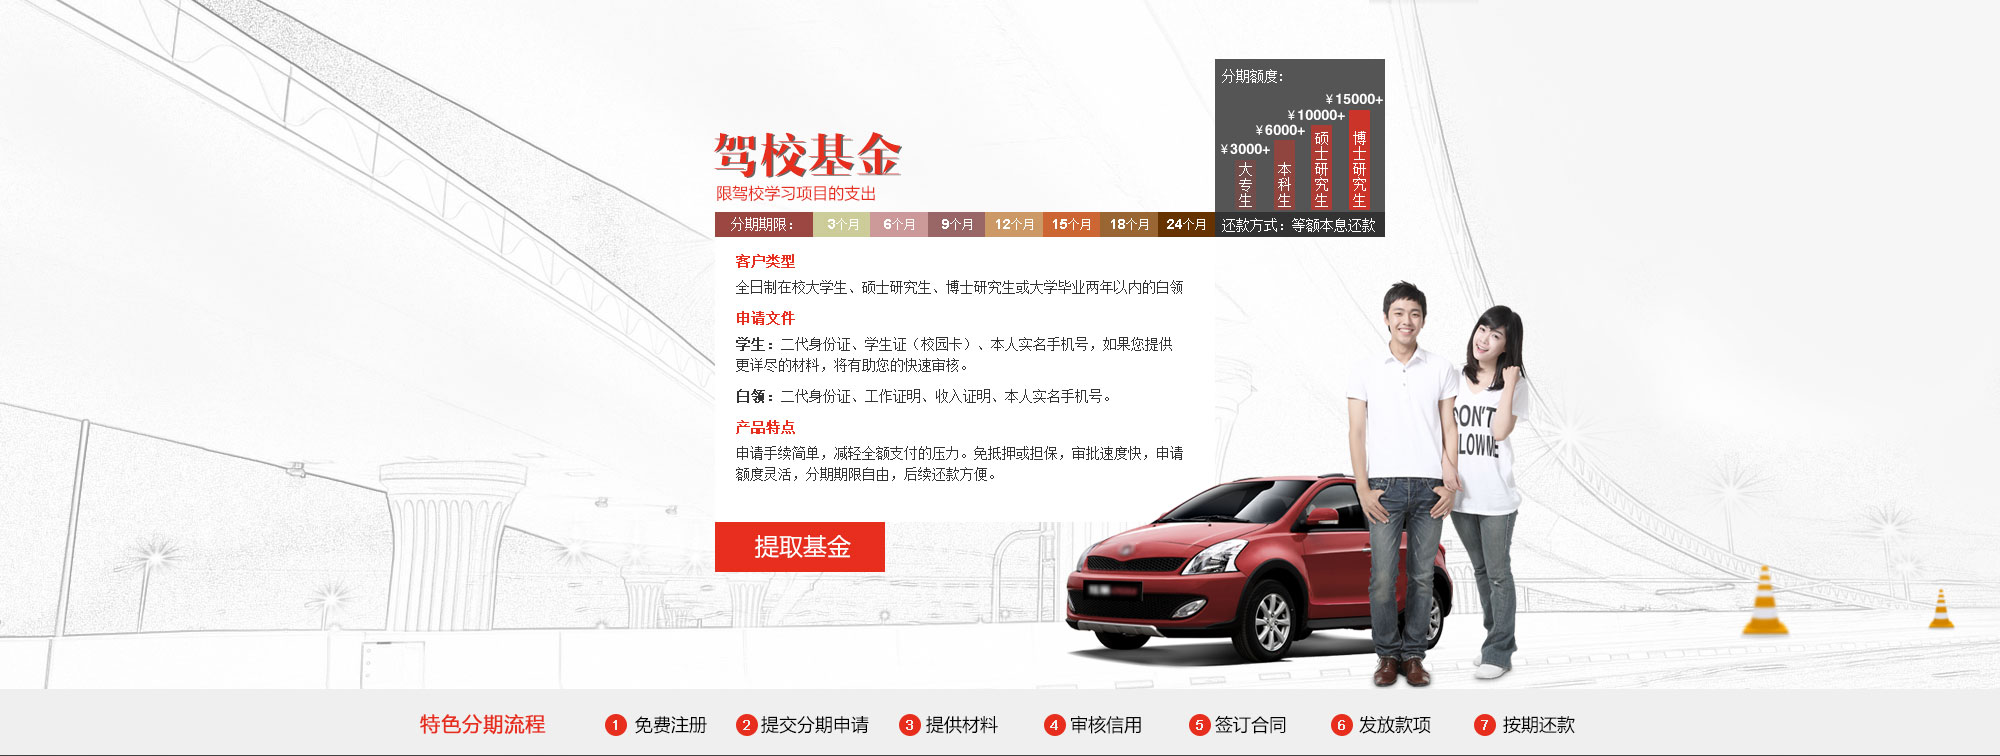 分期额度：
¥15000+
¥10000+
¥6000+
¥3000+
大专生
本科生
硕士研究生
博士研究生
驾校基金
限驾校学习项目的支出
分期期限： 3个月 6个月 9个月 12个月 15个月 18个月 24个月 还款方式：等额本息还款
客户类型
全日制在校大学生、硕士研究生、博士研究生或大学毕业两年以内的白领
申请文件
学生：二代身份证、学生证（校园卡）、本人实名手机号，如果您提供
更详尽的材料，将有助您的快速审核。
白领：二代身份证、工作证明、收入证明、本人实名手机号。
产品特点
申请手续简单，减轻全额支付的压力。免抵押或担保，审批速度快，申请
额度灵活，分期期限自由，后续还款方便。
DON'T
LOWME
提取基金
特色分期流程 1 免费注册 2 提交分期申请 3 提供材料 4 审核信用 5 签订合同 6 发放款项 7 按期还款